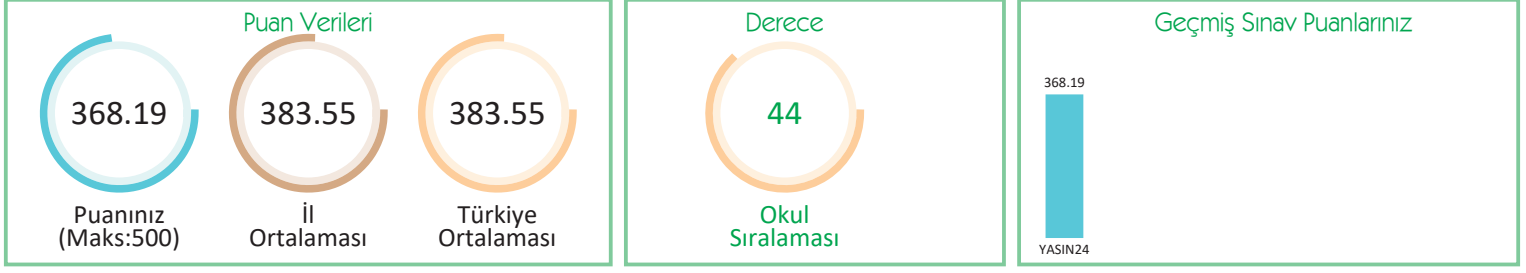 Puan Verileri
368.19
383.55
383.55
Puanınız
(Maks:500)
İl
Ortalaması
Türkiye
Ortalaması
Derece
44
Okul
Sıralaması
Geçmiş Sınav Puanlarınız
368.19
YASIN24